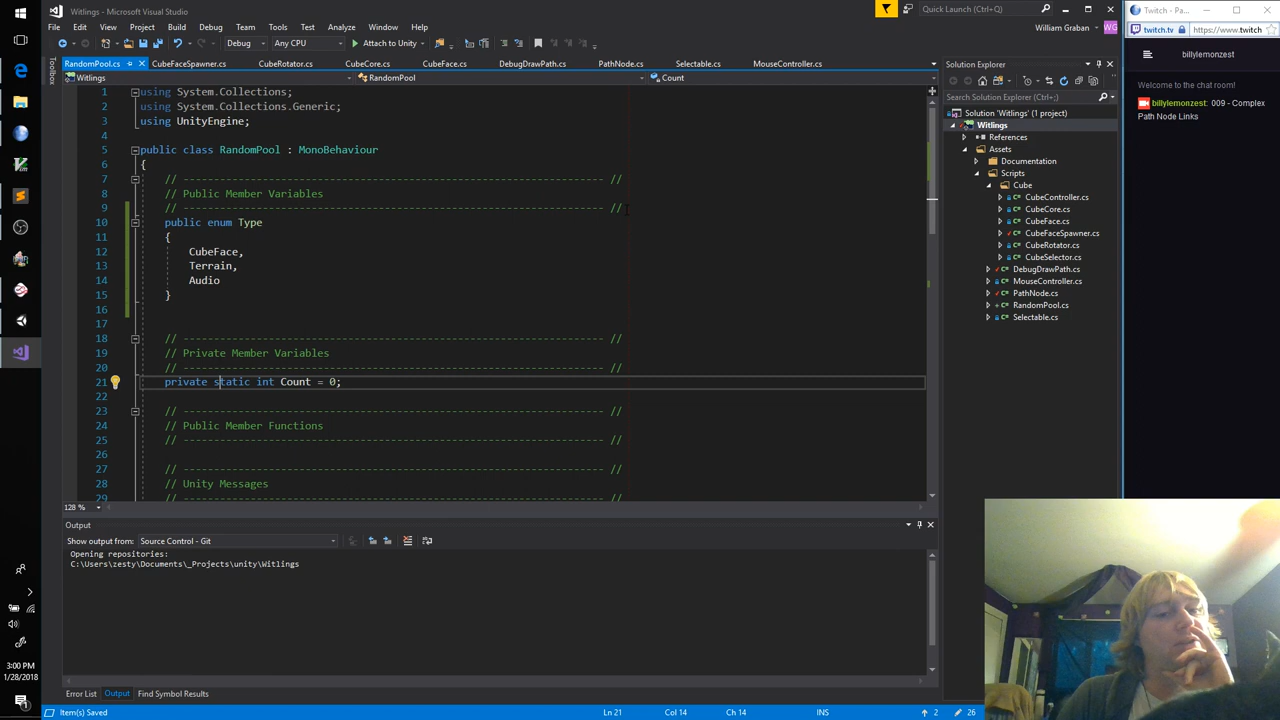 Witlings - Microsoft Visual Studio
Quick Launch (Ctrl+;)
Twitch - Pa...
File Edit View Project Build Debug Team Tools Test Analyze Window Help
William Graban WG
twitch.tv https://www.twitch
Debug Any CPU Attach to Unity
RandomPool.cs CubeFaceSpawner.cs CubeRotator.cs CubeCore.cs CubeFace.cs DebugDrawPath.cs PathNode.cs Selectable.cs MouseController.cs
Witlings RandomPool Count
1 using System.Collections;
2 using System.Collections.Generic;
3 using UnityEngine;
4
5 public class RandomPool : MonoBehaviour
6 {
7 // ---------------------------------------------------------------------- //
8 // Public Member Variables
9 // ---------------------------------------------------------------------- //
10 public enum Type
11 {
12 CubeFace,
13 Terrain,
14 Audio
15 }
16
17
18 // ---------------------------------------------------------------------- //
19 // Private Member Variables
20 // ---------------------------------------------------------------------- //
21 private static int Count = 0;
22
23 // ---------------------------------------------------------------------- //
24 // Public Member Functions
25 // ---------------------------------------------------------------------- //
26
27 // ---------------------------------------------------------------------- //
28 // Unity Messages
29 // ---------------------------------------------------------------------- //
128 %
Solution Explorer
Search Solution Explorer (Ctrl+;)
Solution 'Witlings' (1 project)
Witlings
References
Assets
Documentation
Scripts
Cube
CubeController.cs
CubeCore.cs
CubeFace.cs
CubeFaceSpawner.cs
CubeRotator.cs
CubeSelector.cs
DebugDrawPath.cs
MouseController.cs
PathNode.cs
RandomPool.cs
Selectable.cs
billylemonzest
Welcome to the chat room!
billylemonzest: 009 - Complex
Path Node Links
Output
Show output from: Source Control - Git
Opening repositories:
C:\Users\zesty\Documents\_Projects\unity\Witlings
Error List Output Find Symbol Results
Item(s) Saved Ln 21 Col 14 Ch 14 INS 2 26
3:00 PM
1/28/2018